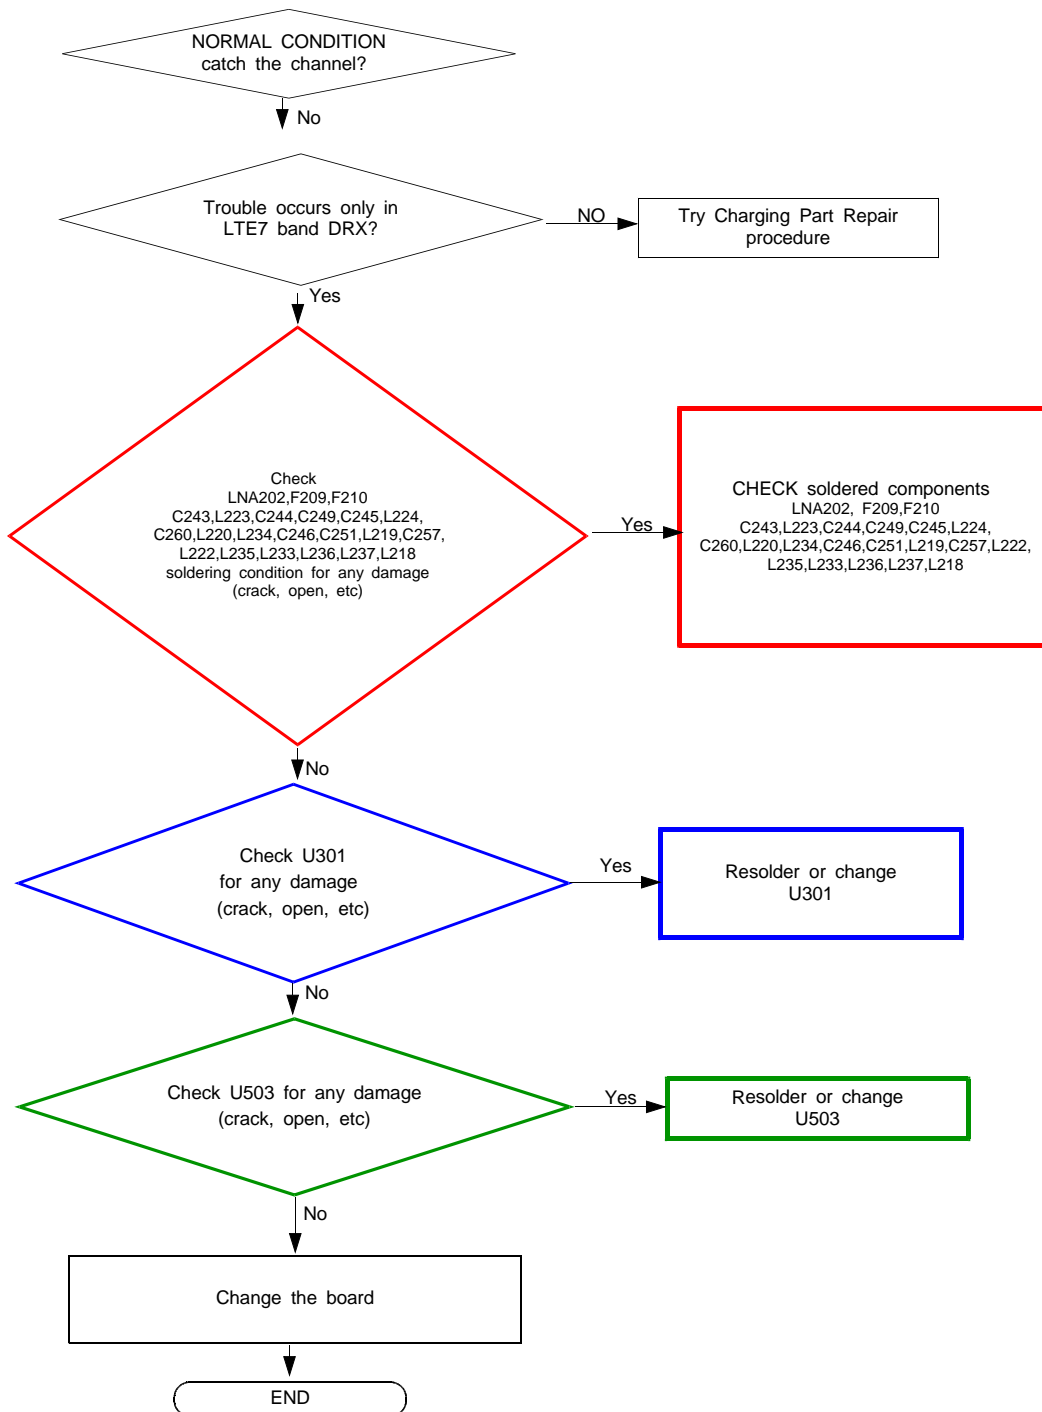 NORMAL CONDITION
catch the channel?
No
Trouble occurs only in
LTE7 band DRX?
NO
Try Charging Part Repair
procedure
Yes
Check
LNA202,F209,F210
C243,L223,C244,C249,C245,L224,
C260,L220,L234,C246,C251,L219,C257,
L222,L235,L233,L236,L237,L218
soldering condition for any damage
(crack, open, etc)
Yes
CHECK soldered components
LNA202, F209,F210
C243,L223,C244,C249,C245,L224,
C260,L220,L234,C246,C251,L219,C257,L222,
L235,L233,L236,L237,L218
No
Check U301
for any damage
(crack, open, etc)
Yes
Resolder or change
U301
No
Check U503 for any damage
(crack, open, etc)
Yes
Resolder or change
U503
No
Change the board
END